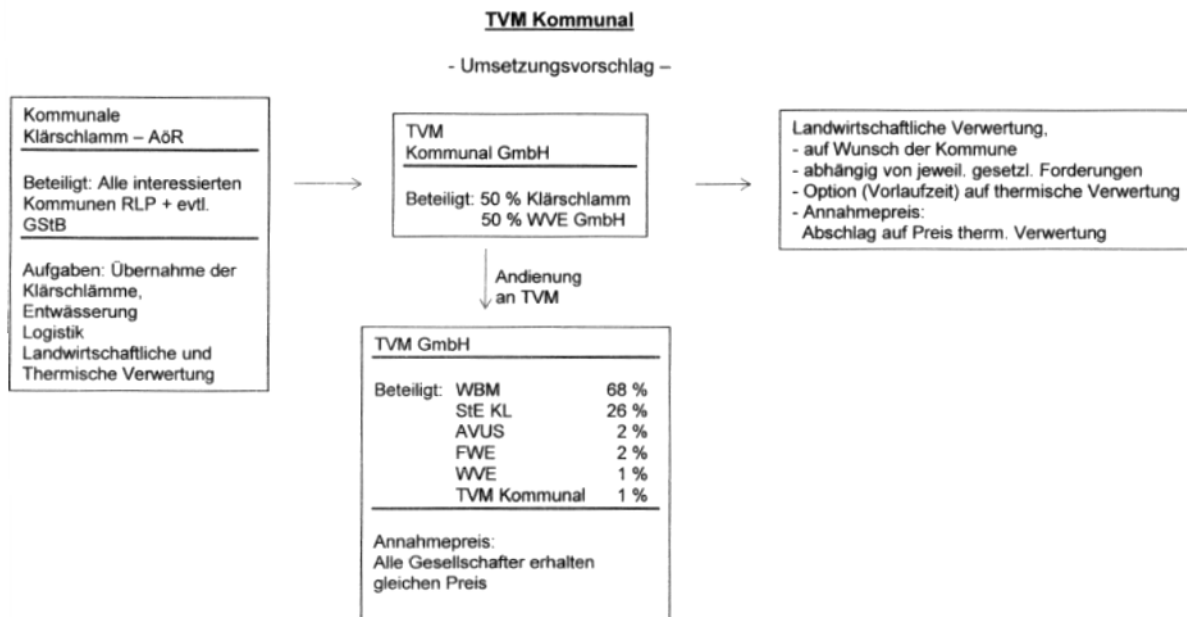 TVM Kommunal
- Umsetzungsvorschlag –
Kommunale
Klärschlamm – AöR
Beteiligt: Alle interessierten
Kommunen RLP + evtl.
GStB
Aufgaben: Übernahme der
Klärschlämme,
Entwässerung
Logistik
Landwirtschaftliche und
Thermische Verwertung
TVM
Kommunal GmbH
Beteiligt: 50 % Klärschlamm
50 % WVE GmbH
Andienung
an TVM
TVM GmbH
Beteiligt: WBM 68 %
StE KL 26 %
AVUS 2 %
FWE 2 %
WVE 1 %
TVM Kommunal 1 %
Annahmepreis:
Alle Gesellschafter erhalten
gleichen Preis
Landwirtschaftliche Verwertung,
- auf Wunsch der Kommune
- abhängig von jeweil. gesetzl. Forderungen
- Option (Vorlaufzeit) auf thermische Verwertung
- Annahmepreis:
Abschlag auf Preis therm. Verwertung